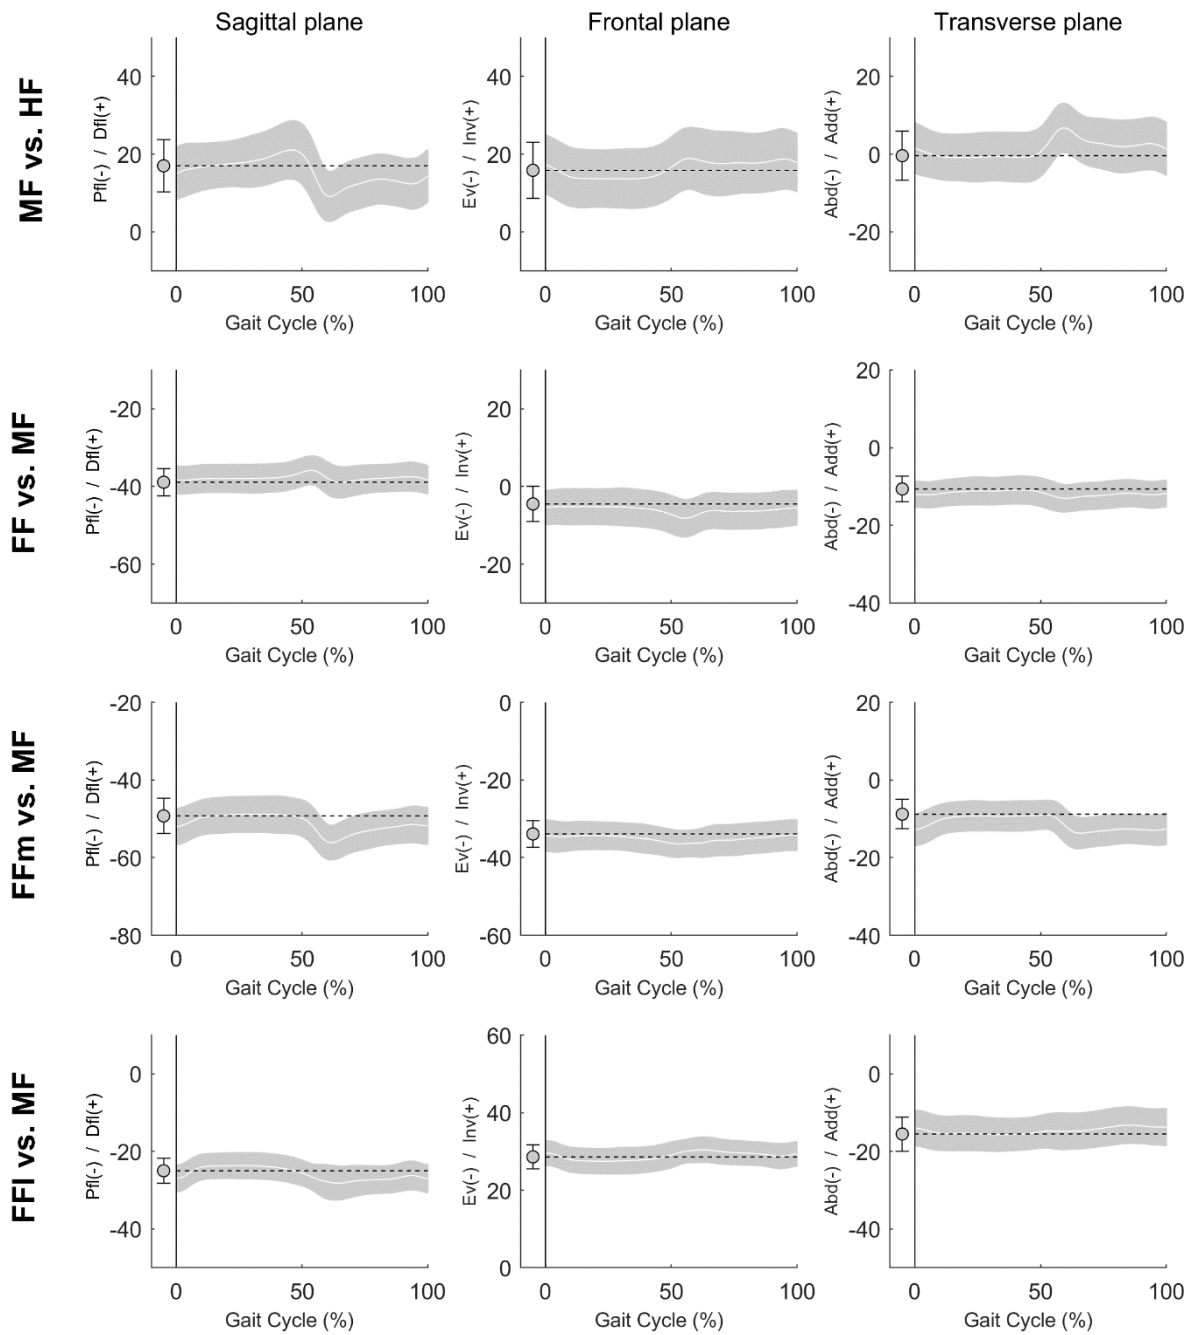 Sagittal plane
Frontal plane
Transverse plane
MF vs. HF
Pfl(-) / Dfl(+)
40
20
0
0 50 100
Gait Cycle (%)
Ev(-) / Inv(+)
40
20
0
0 50 100
Gait Cycle (%)
Abd(-) / Add(+)
20
0
-20
0 50 100
Gait Cycle (%)
FF vs. MF
Pfl(-) / Dfl(+)
-20
-40
-60
0 50 100
Gait Cycle (%)
Ev(-) / Inv(+)
20
0
-20
0 50 100
Gait Cycle (%)
Abd(-) / Add(+)
20
0
-20
-40
0 50 100
Gait Cycle (%)
FFm vs. MF
Pfl(-) / Dfl(+)
-20
-40
-60
-80
0 50 100
Gait Cycle (%)
Ev(-) / Inv(+)
0
-20
-40
-60
0 50 100
Gait Cycle (%)
Abd(-) / Add(+)
20
0
-20
-40
0 50 100
Gait Cycle (%)
FFl vs. MF
Pfl(-) / Dfl(+)
0
-20
-40
0 50 100
Gait Cycle (%)
Ev(-) / Inv(+)
60
40
20
0
0 50 100
Gait Cycle (%)
Abd(-) / Add(+)
0
-20
-40
0 50 100
Gait Cycle (%)